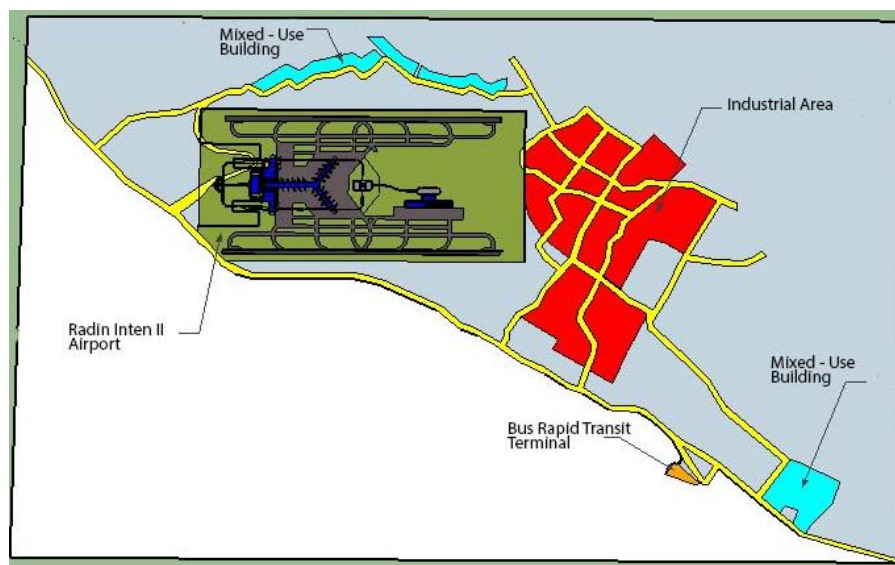 Mixed - Use
Building
Industrial Area
Radin Inten II
Airport
Mixed - Use
Building
Bus Rapid Transit
Terminal